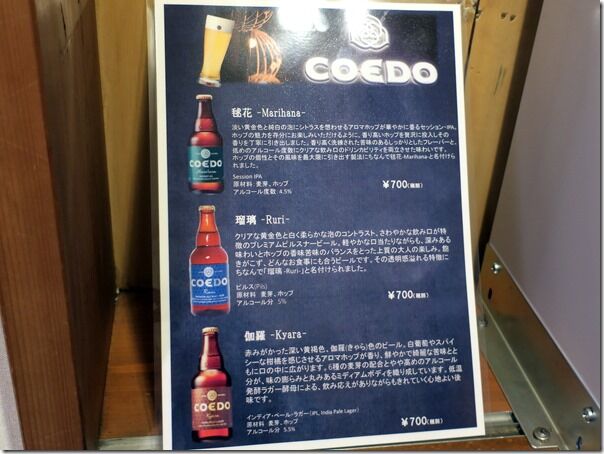 COEDO
毬花 -Marihana-
淡い黄金色と純白の泡にシトラスを想わせるアロマホップが華やかに香るセッション・IPA。
ホップの魅力を存分にお楽しみいただけるように、香り高いホップを贅沢に投入しその
香りを丁寧に引き出しました。香り高く洗練された苦味のあるしっかりとしたフレーバーと、
低めのアルコール度数にクリアな飲み口のドリンカビリティを両立させた味わいです。
ホップの個性とその風味を最大限に引き出す製法にちなんで毬花-Marihanaと名付けら
れました。
Session IPA
原材料:麦芽、ホップ
アルコール度数:4.5%
¥700(税別)
COEDO
Marihana
瑠璃 -Ruri-
クリアな黄金色と白く柔らかな泡のコントラスト、さわやかな飲み口が特
徴のプレミアムピルスナービール。軽やかな口当たりながらも、深みある
味わいとホップの香味苦味のバランスをとった上質の大人の楽しみ。飽
きがこず、どんなお食事にも合うビールです。その透明感溢れる特徴に
ちなんで「瑠璃-Ruri-」と名付けられました。
ピルス(Pils)
原材料 麦芽、ホップ
アルコール分 5%
¥700(税別)
COEDO
Ruri
伽羅 -Kyara-
赤みがかった深い黄褐色、伽羅(きゃら)色のビール。白葡萄やスパイ
シーな柑橘を感じさせるアロマホップが香り、鮮やかで綺麗な苦味とと
もに口の中に広がります。6種の麦芽の配合とやや高めのアルコール
分が、味の膨らみと丸みあるミディアムボディを織り成しています。低温
発酵ラガー酵母による、飲み応えがありながらもきれていく心地よい後
味です。
インディア・ペール・ラガー(IPL, India Pale Lager)
原材料 麦芽、ホップ
アルコール分 5.5%
¥700(税別)
COEDO
Kyara